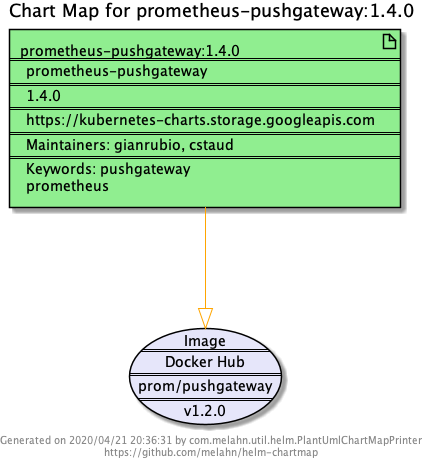 Chart Map for prometheus-pushgateway:1.4.0
prometheus-pushgateway:1.4.0
prometheus-pushgateway
1.4.0
https://kubernetes-charts.storage.googleapis.com
Maintainers: gianrubio, cstaud
Keywords: pushgateway
prometheus
Image
Docker Hub
prom/pushgateway
v1.2.0
Generated on 2020/04/21 20:36:31 by com.melahn.util.helm.PlantUmlChartMapPrinter
https://github.com/melahn/helm-chartmap